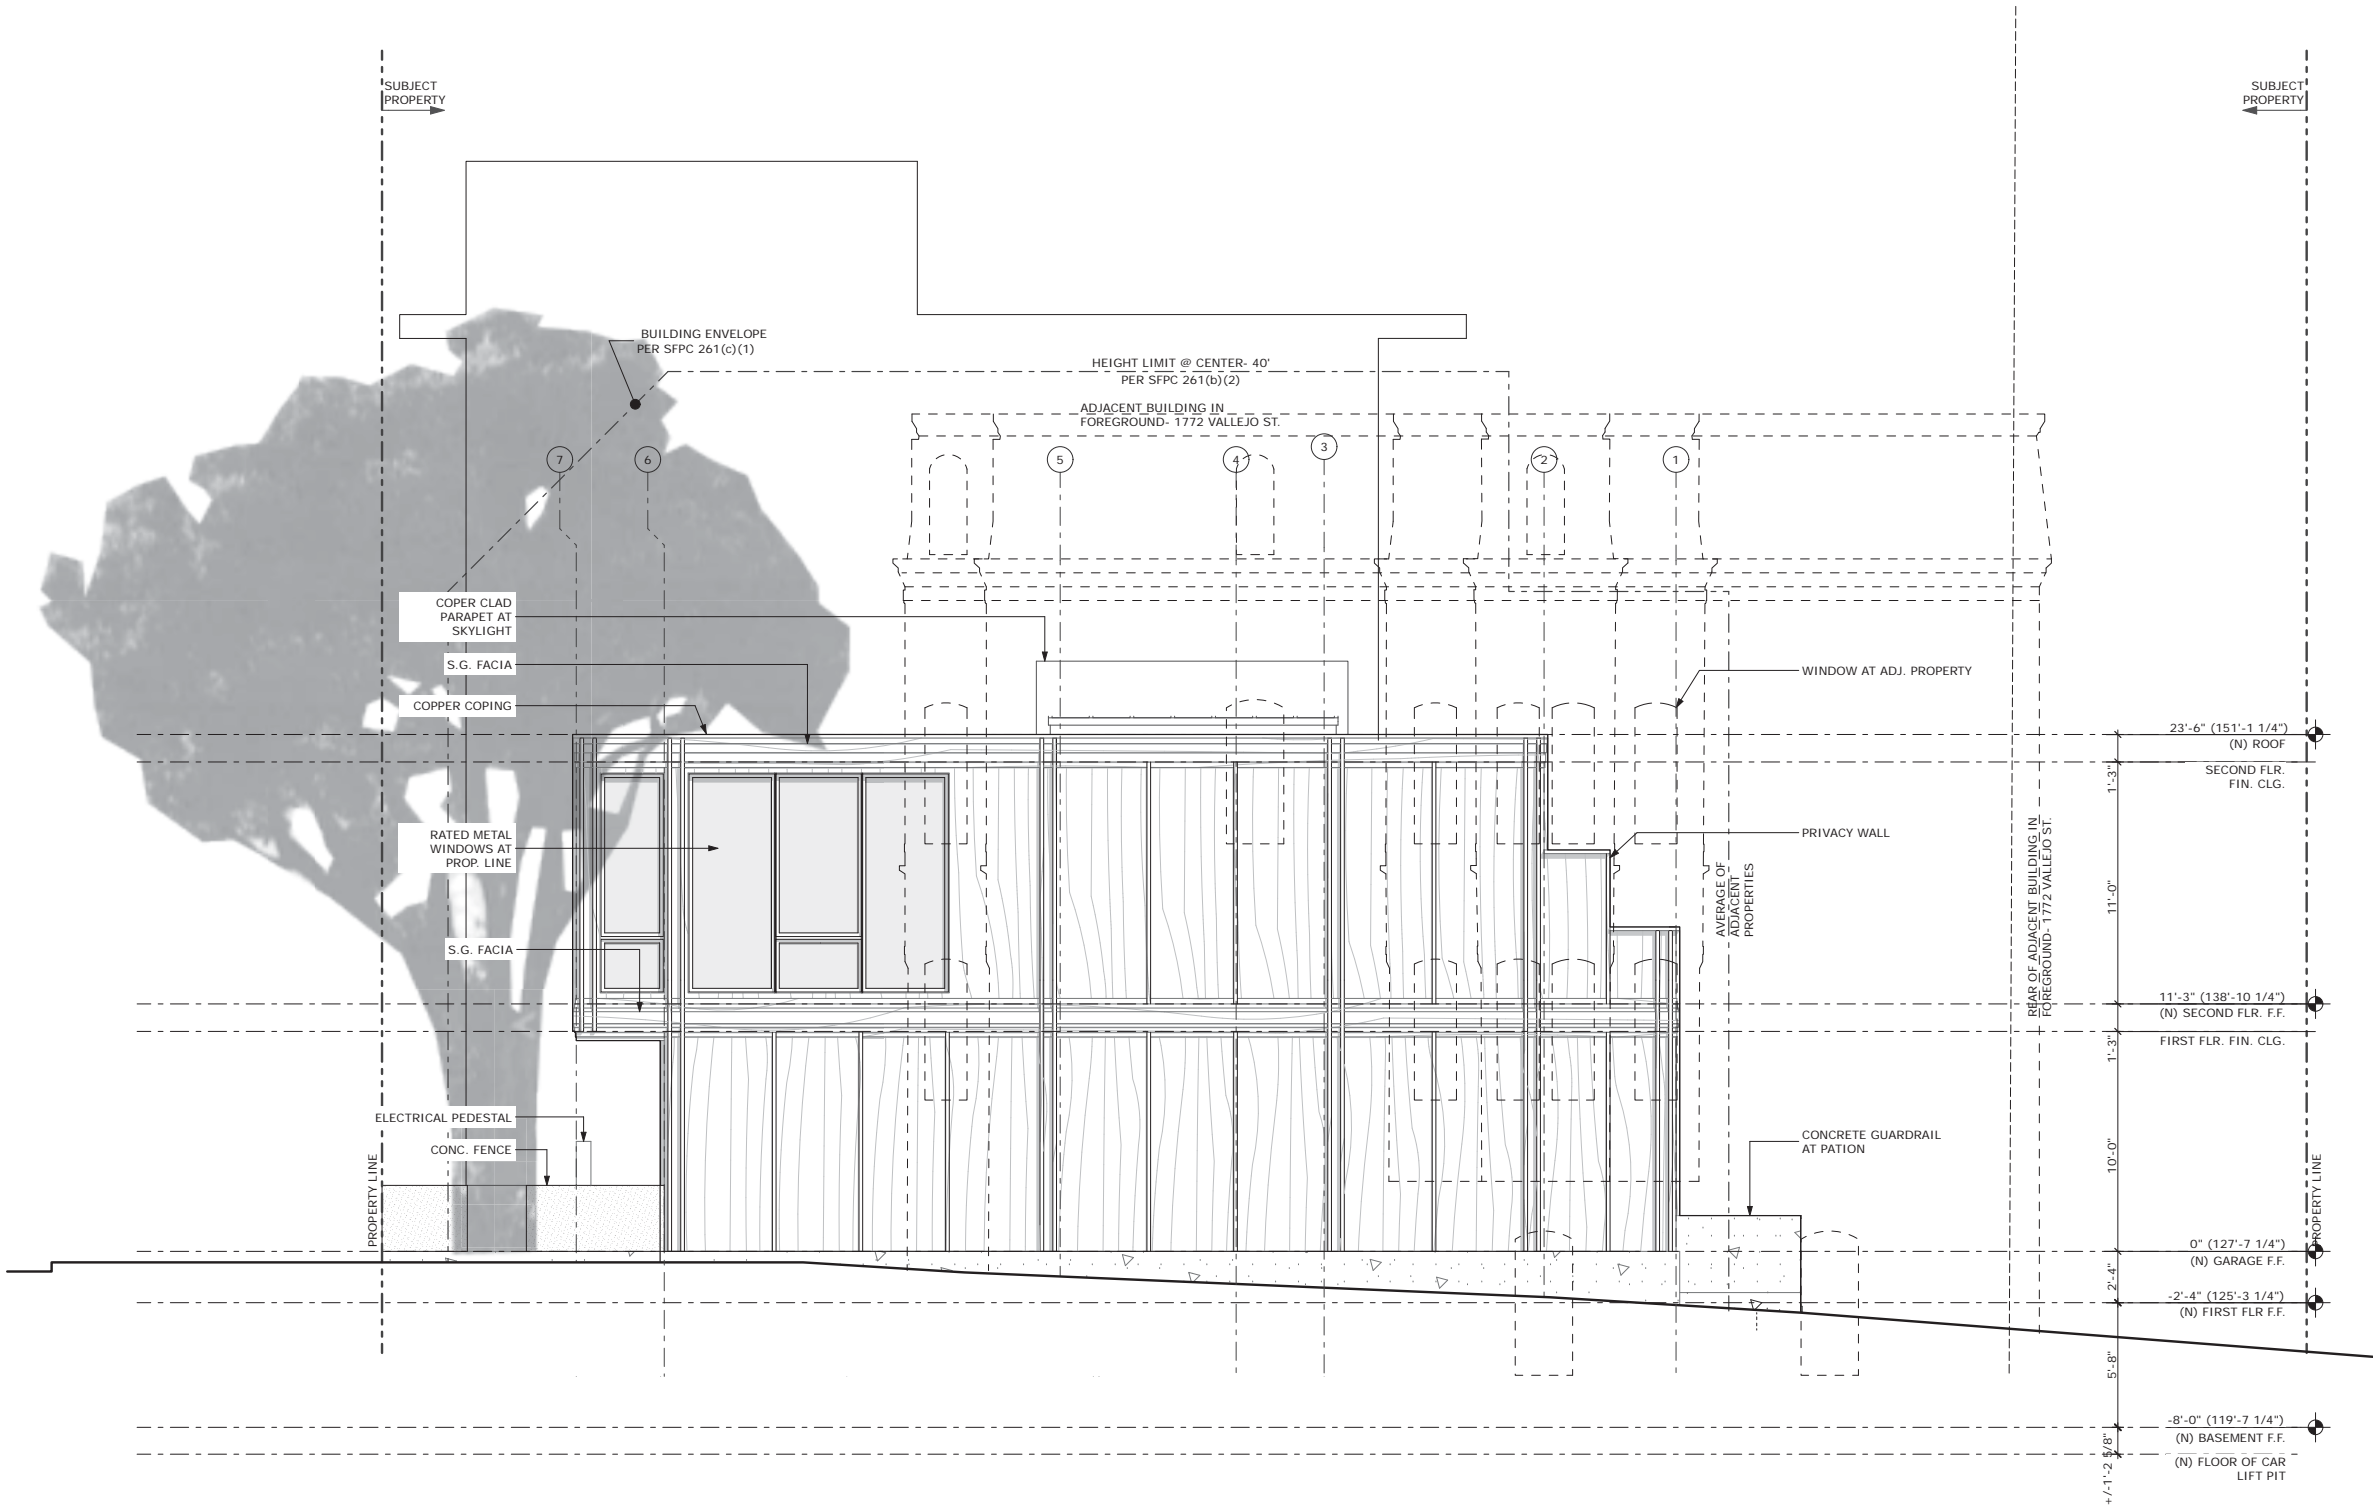 SUBJECT
PROPERTY
SUBJECT
PROPERTY
BUILDING ENVELOPE
PER SFPC 261(c)(1)
HEIGHT LIMIT @ CENTER- 40'
PER SFPC 261(b)(2)
ADJACENT BUILDING IN
FOREGROUND- 1772 VALLEJO ST.
7
6
5
4
3
2
1
COPER CLAD
PARAPET AT
SKYLIGHT
S.G. FACIA
COPPER COPING
RATED METAL
WINDOWS AT
PROP. LINE
S.G. FACIA
ELECTRICAL PEDESTAL
CONC. FENCE
PROPERTY LINE
WINDOW AT ADJ. PROPERTY
PRIVACY WALL
AVERAGE OF
ADJACENT
PROPERTIES
REAR OF ADJACENT BUILDING IN
FOREGROUND- 1772 VALLEJO ST.
CONCRETE GUARDRAIL
AT PATION
PROPERTY LINE
23'-6" (151'-1 1/4")
(N) ROOF
SECOND FLR.
FIN. CLG.
1'-3"
11'-0"
11'-3" (138'-10 1/4")
(N) SECOND FLR. F.F.
FIRST FLR. FIN. CLG.
1'-3"
10'-0"
0" (127'-7 1/4")
(N) GARAGE F.F.
2'-4"
-2'-4" (125'-3 1/4")
(N) FIRST FLR F.F.
5'-8"
-8'-0" (119'-7 1/4")
(N) BASEMENT F.F.
(N) FLOOR OF CAR
LIFT PIT
+/-1'-2 5/8"